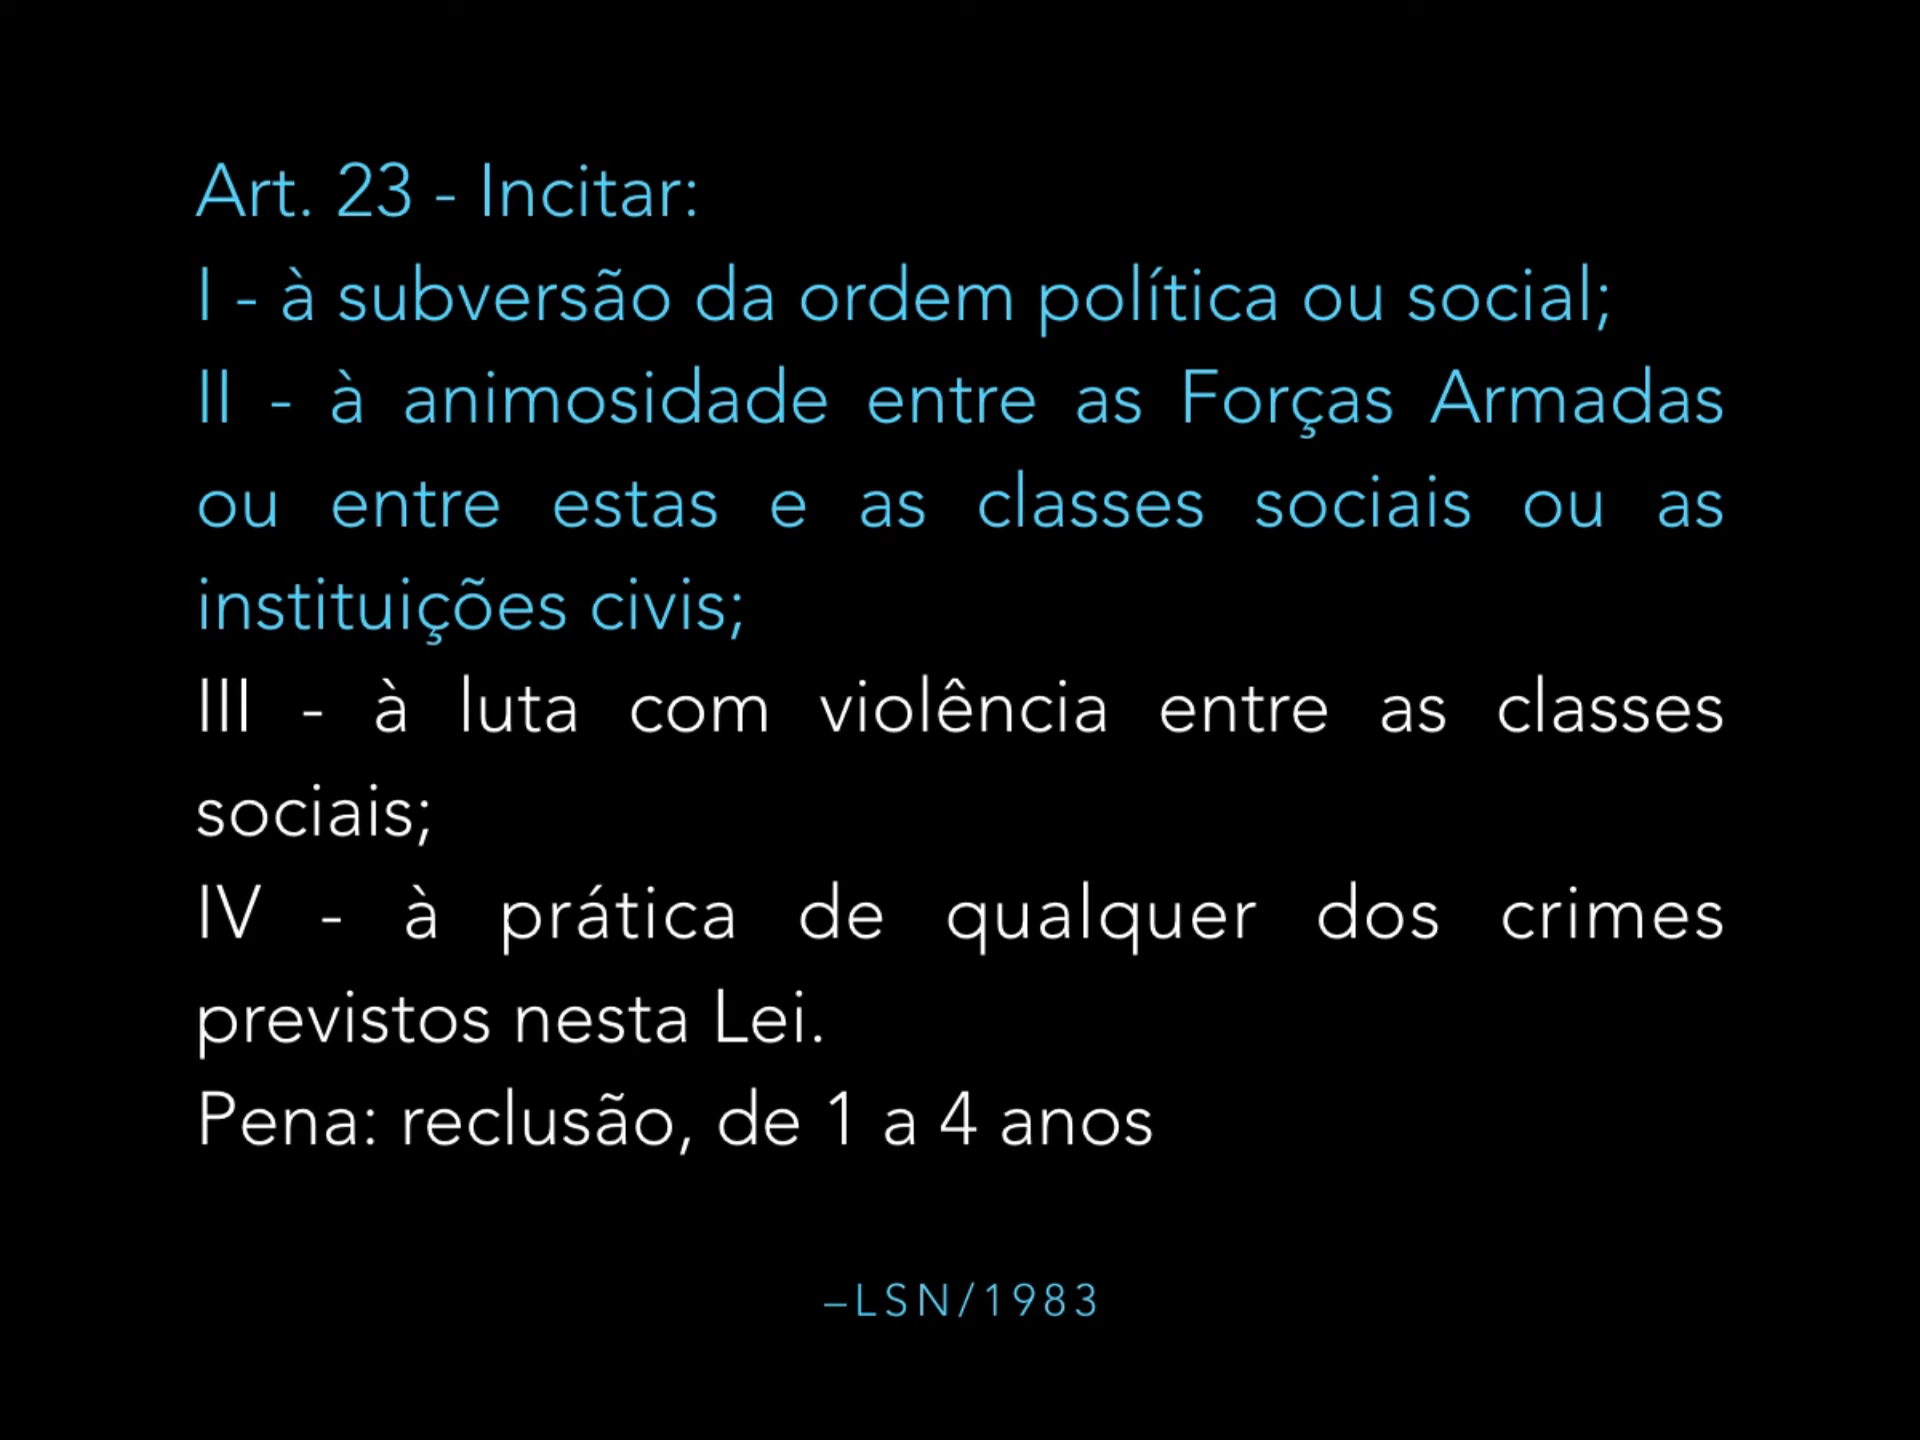 Art. 23 - Incitar:
I - à subversão da ordem política ou social;
II - à animosidade entre as Forças Armadas
ou entre estas e as classes sociais ou as
instituições civis;
III - à luta com violência entre as classes
sociais;
IV - à prática de qualquer dos crimes
previstos nesta Lei.
Pena: reclusão, de 1 a 4 anos
–LSN/1983